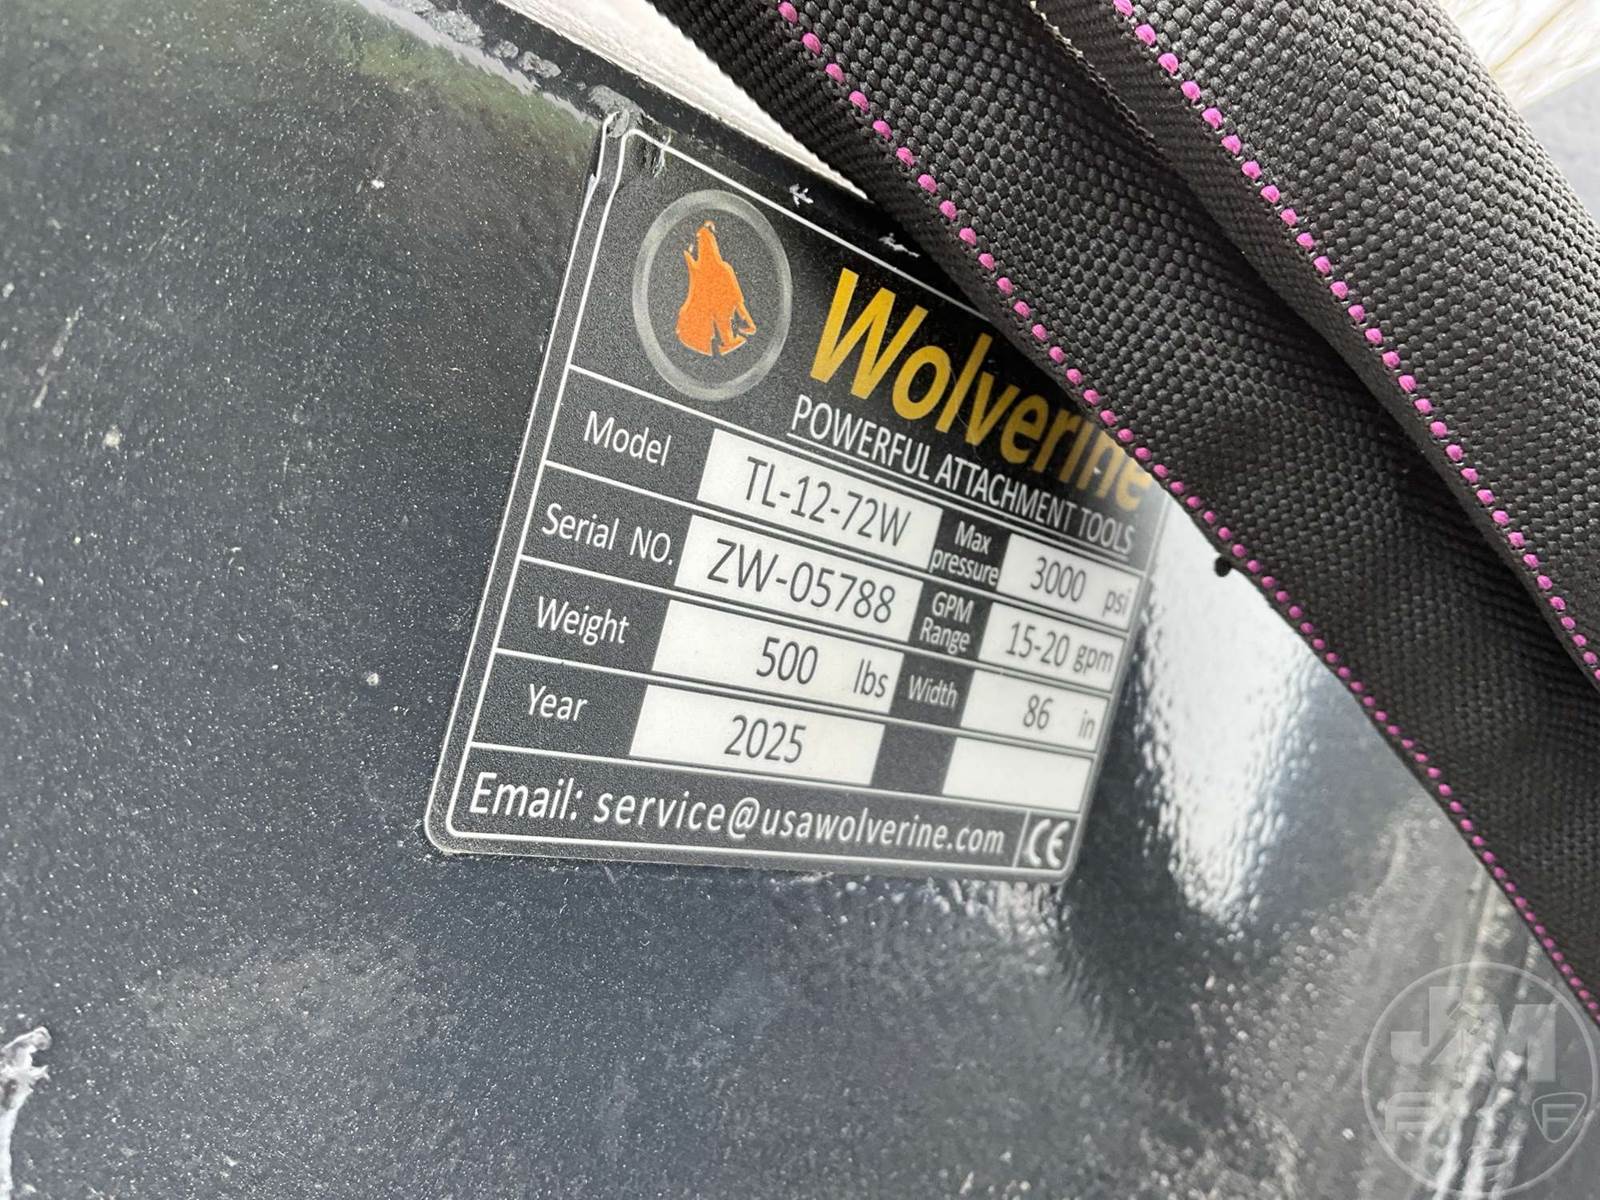 Wolverine
POWERFUL ATTACHMENT TOOLS
Model TL-12-72W Max pressure 3000 psi
Serial NO. ZW-05788 GPM Range 15-20 gpm
Weight 500 lbs Width 86 in
Year 2025
Email: service@usawolverine.com CE
JM